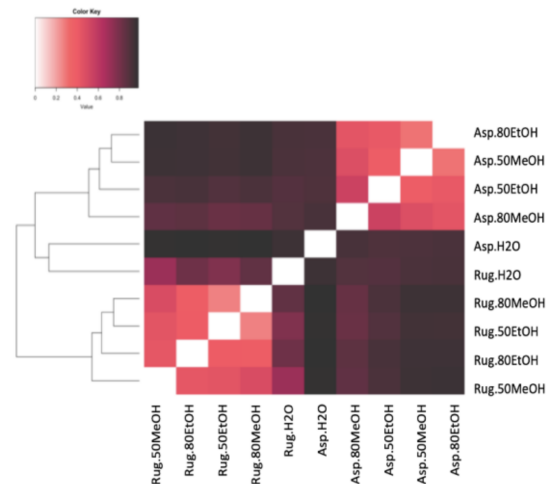 Color Key
0 0.2 0.4 0.6 0.8
Value
Asp.80EtOH
Asp.50MeOH
Asp.50EtOH
Asp.80MeOH
Asp.H2O
Rug.H2O
Rug.80MeOH
Rug.50EtOH
Rug.80EtOH
Rug.50MeOH
Rug.50MeOH
Rug.80EtOH
Rug.50EtOH
Rug.80MeOH
Rug.H2O
Asp.H2O
Asp.80MeOH
Asp.50EtOH
Asp.50MeOH
Asp.80EtOH